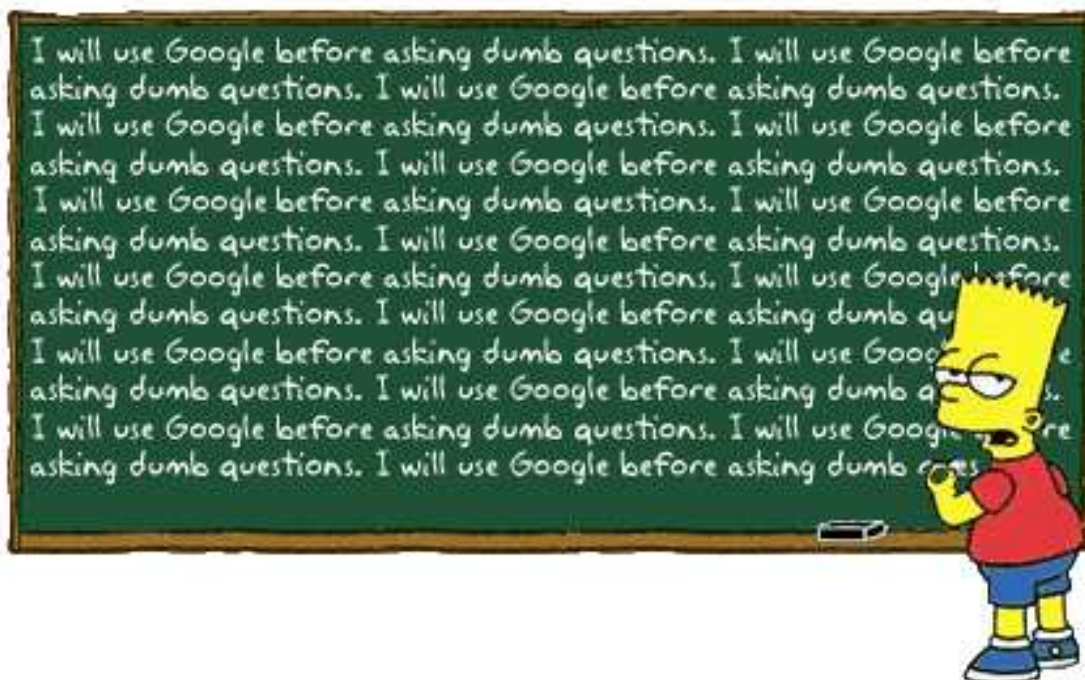 I will use Google before asking dumb questions. I will use Google before
asking dumb questions. I will use Google before asking dumb questions.
I will use Google before asking dumb questions. I will use Google before
asking dumb questions. I will use Google before asking dumb questions.
I will use Google before asking dumb questions. I will use Google before
asking dumb questions. I will use Google before asking dumb questions.
I will use Google before asking dumb questions. I will use Google before
asking dumb questions. I will use Google before asking dumb
I will use Google before asking dumb questions. I will use
asking dumb questions. I will use Google before asking dumb
I will use Google before asking dumb questions. I will use Google
asking dumb questions. I will use Google before asking dumb